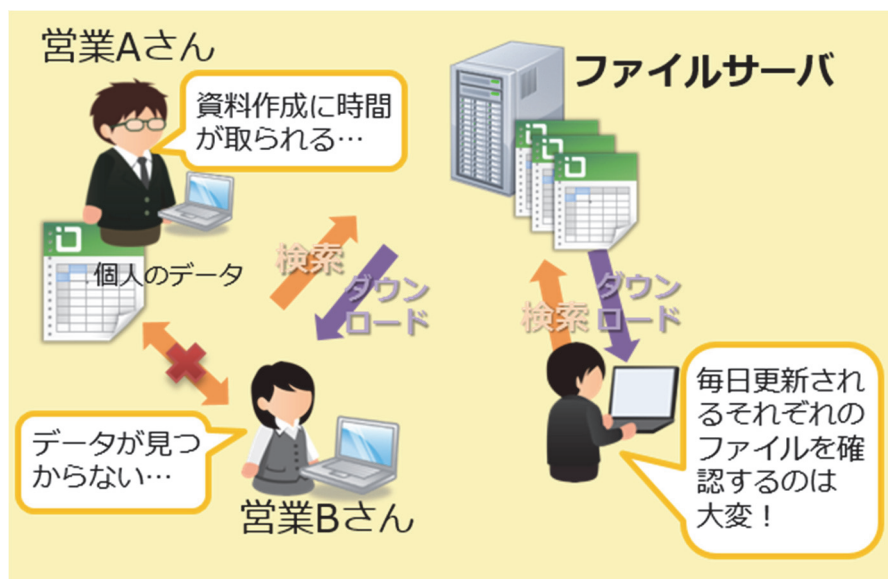 営業Aさん
資料作成に時間
が取られる…
ファイルサーバ
個人のデータ
検索
ダウン
ロード
検索
ダウン
ロード
データが見つ
からない…
営業Bさん
毎日更新され
るそれぞれの
ファイルを確
認するのは
大変！